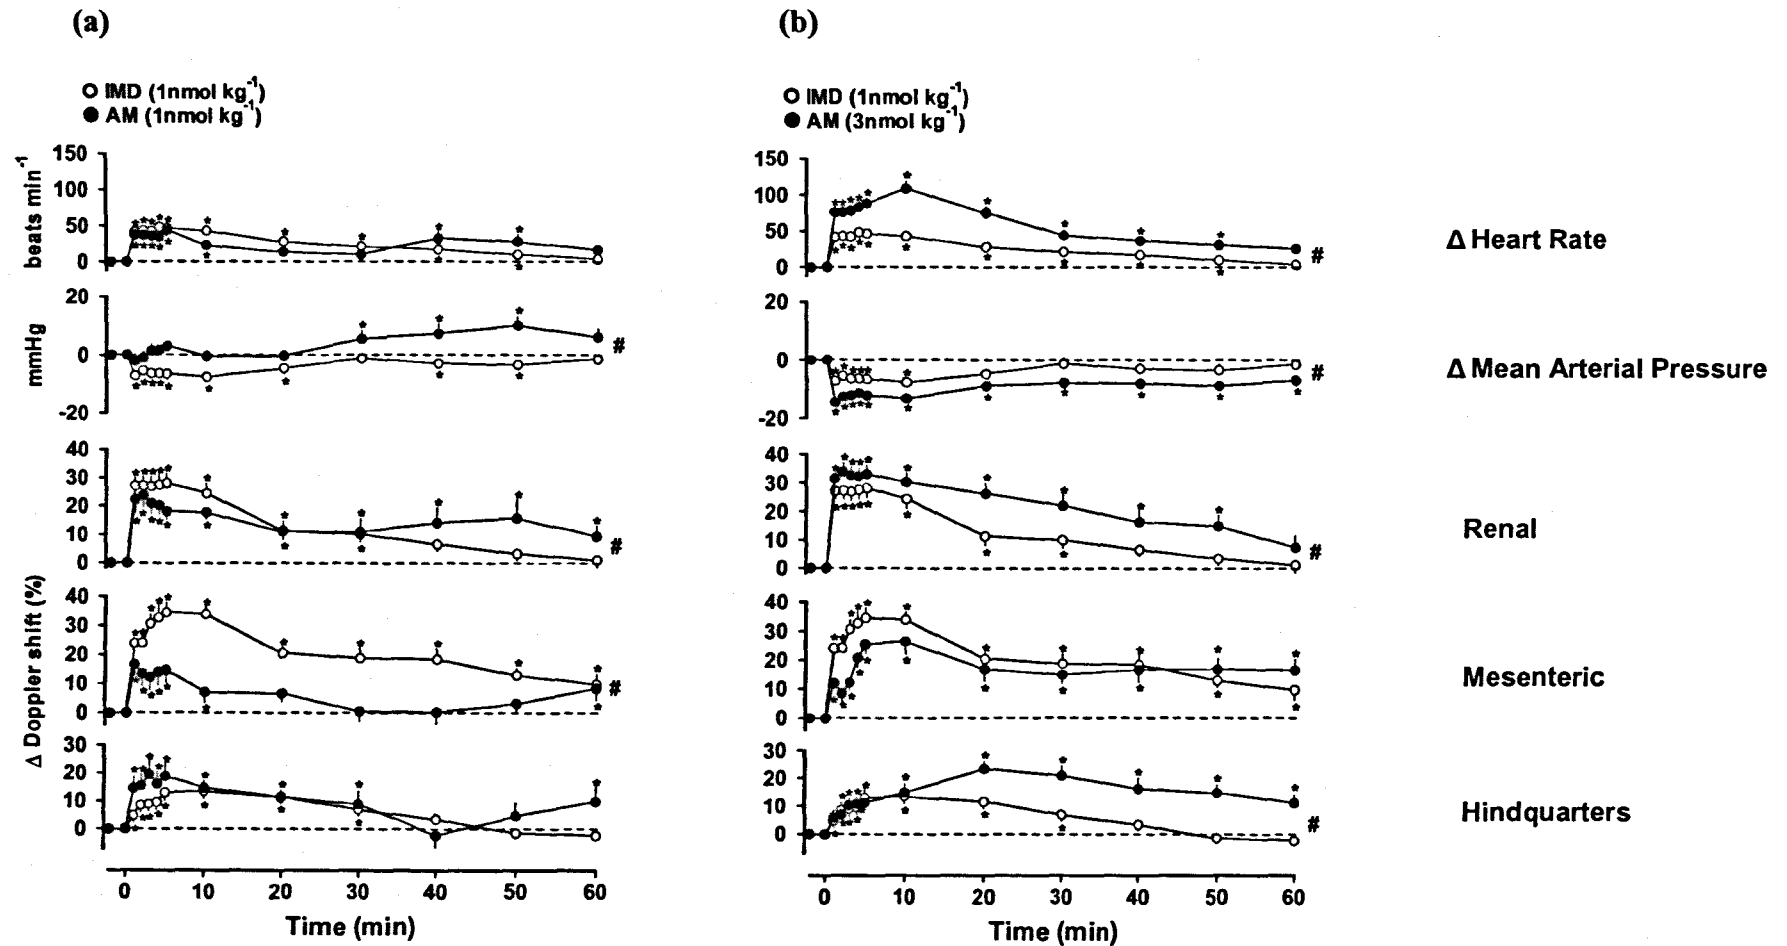 (a)
IMD (1nmol kg-1)
AM (1nmol kg-1)
beats min-1
150
100
50
0
#
mmHg
20
0
-20
#
Δ Doppler shift (%)
40
30
20
10
0
#
40
30
20
10
0
#
30
20
10
0
0 10 20 30 40 50 60
Time (min)
(b)
IMD (1nmol kg-1)
AM (3nmol kg-1)
150
100
50
0
#
Δ Heart Rate
20
0
-20
#
Δ Mean Arterial Pressure
40
30
20
10
0
#
Renal
40
30
20
10
0
Mesenteric
30
20
10
0
#
Hindquarters
0 10 20 30 40 50 60
Time (min)